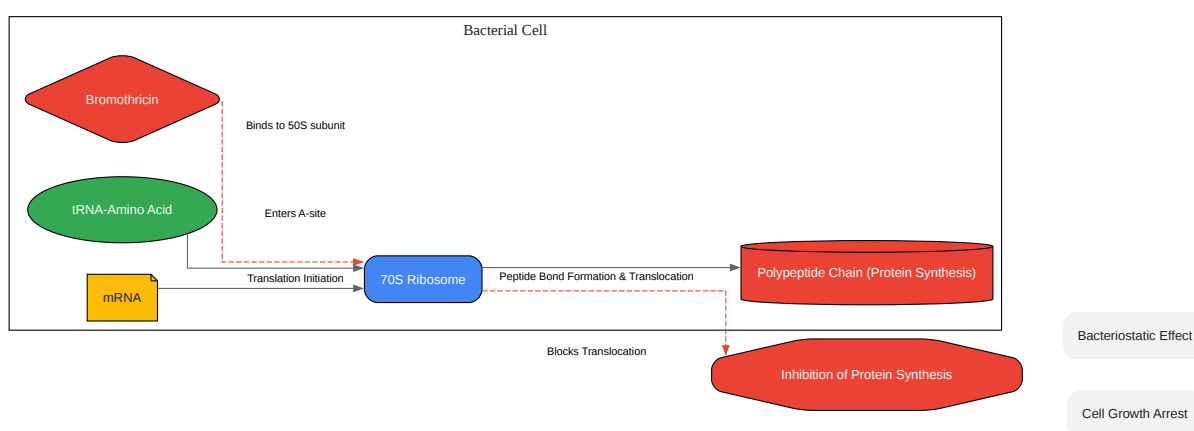 Bacterial Cell
Bromothricin
Binds to 50S subunit
tRNA-Amino Acid
Enters A-site
Translation Initiation
mRNA
70S Ribosome
Peptide Bond Formation & Translocation
Polypeptide Chain (Protein Synthesis)
Blocks Translocation
Inhibition of Protein Synthesis
Bacteriostatic Effect
Cell Growth Arrest